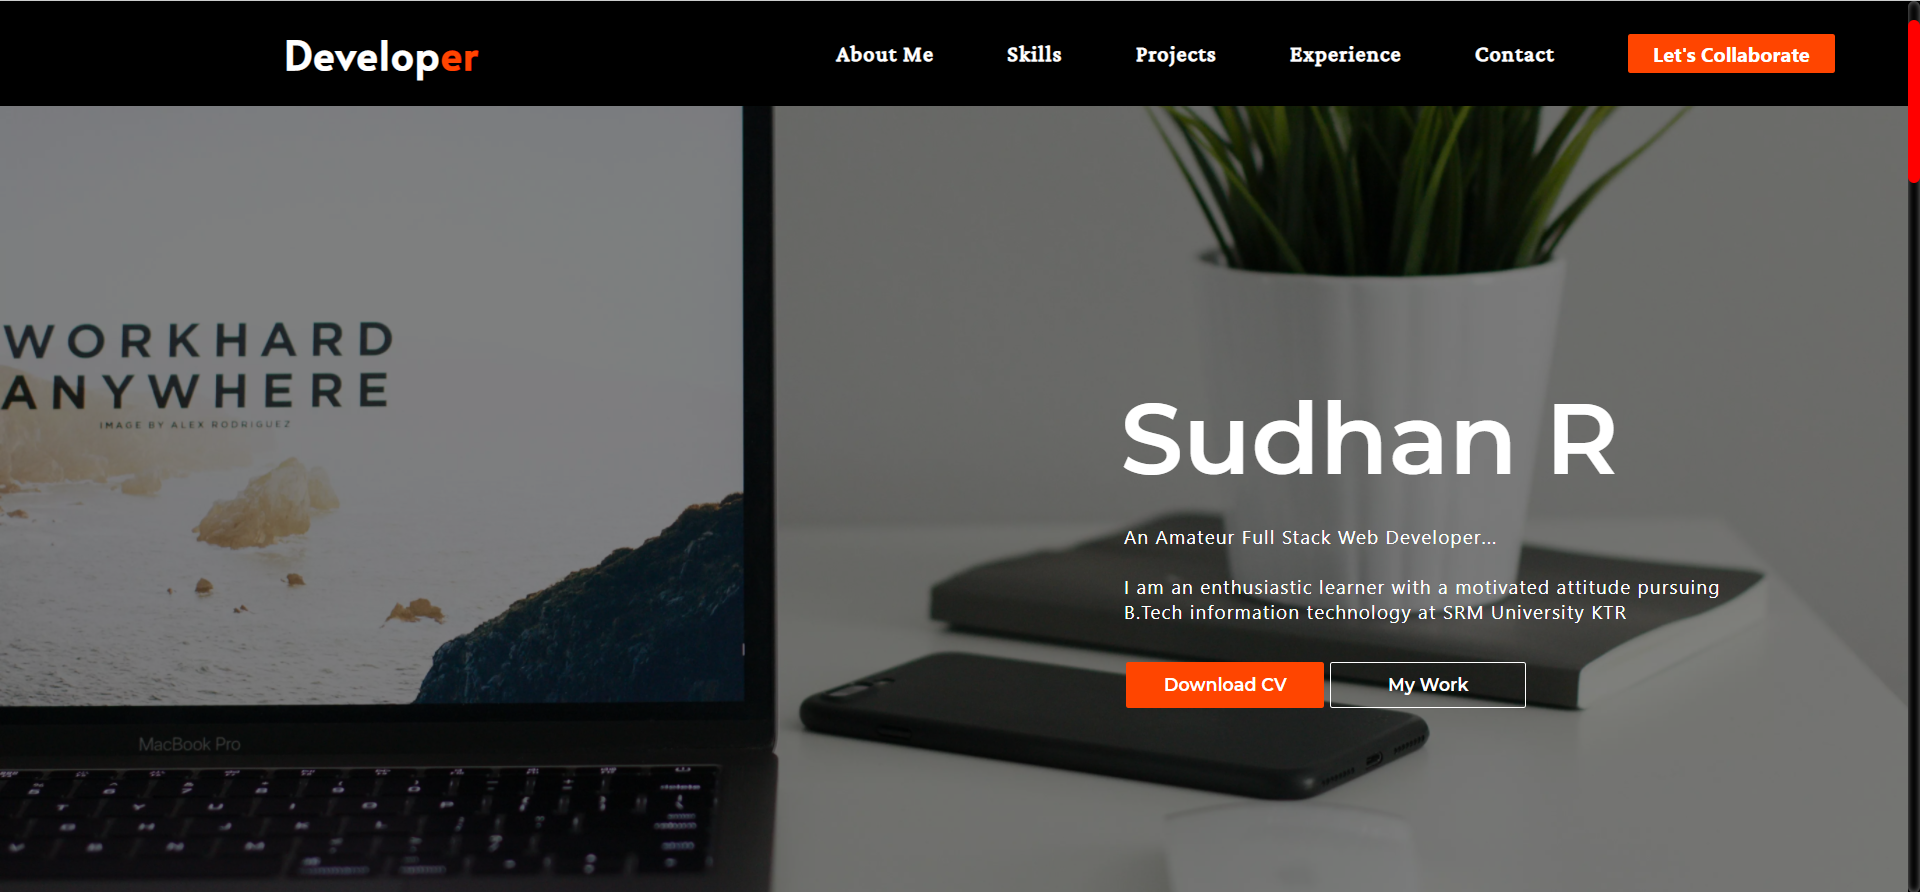 Developer
About Me
Skills
Projects
Experience
Contact
Let's Collaborate
WORKHARD
ANYWHERE
IMAGE BY ALEX RODRIGUEZ
Sudhan R
An Amateur Full Stack Web Developer...
I am an enthusiastic learner with a motivated attitude pursuing
B.Tech information technology at SRM University KTR
Download CV
My Work
MacBook Pro
delete